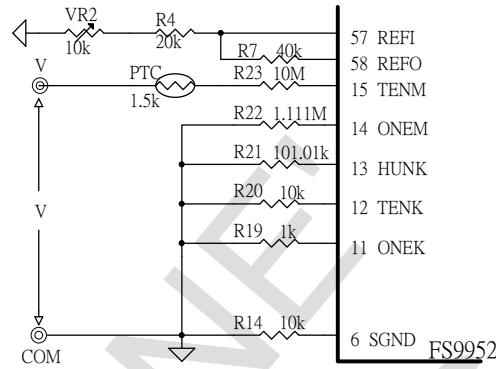 VR2
10k
R4
20k
57 REFI
R7 40k
58 REFO
V
PTC
1.5k
R23 10M
15 TENM
R22 1.111M
14 ONEM
R21 101.01k
13 HUNK
R20 10k
12 TENK
V
R19 1k
11 ONEK
R14 10k
6 SGND
FS9952
COM